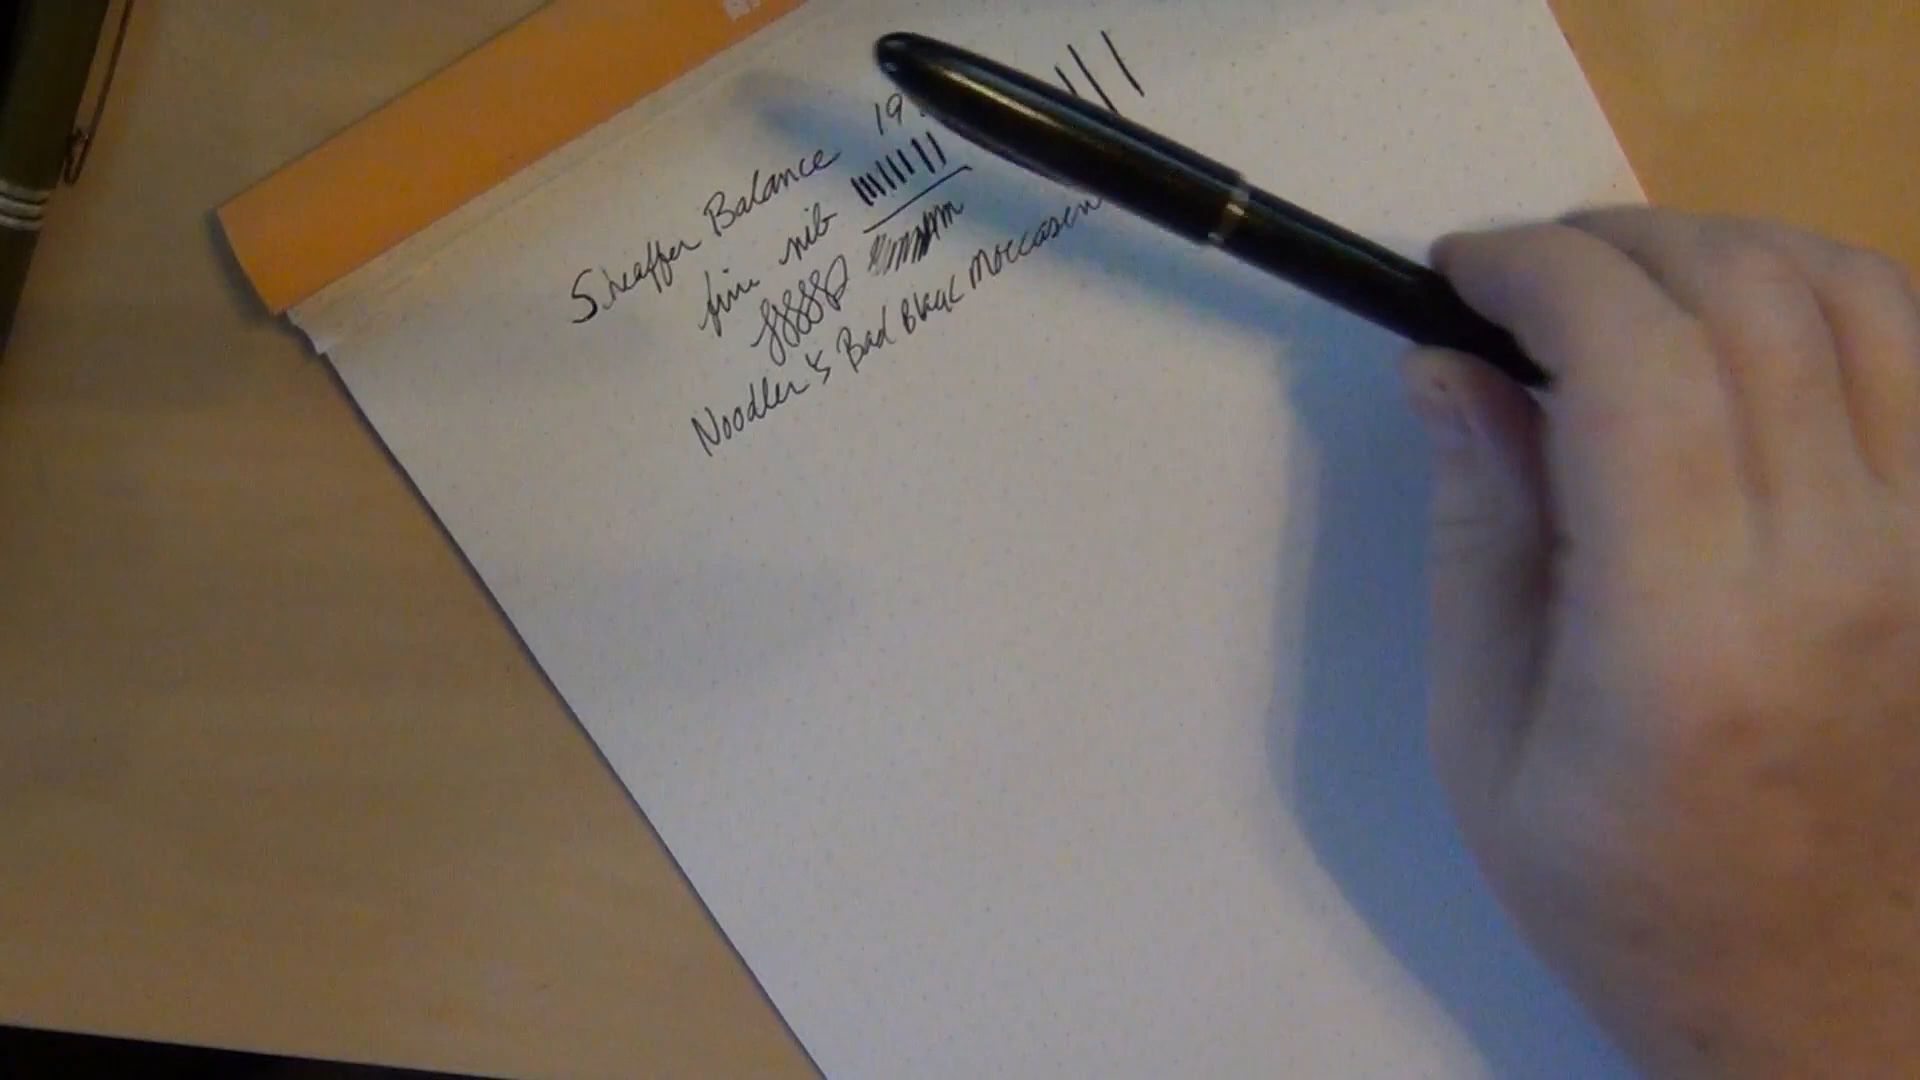 Sheaffer Balance 19
fine nib
Noodler's Bad Black Moccasin